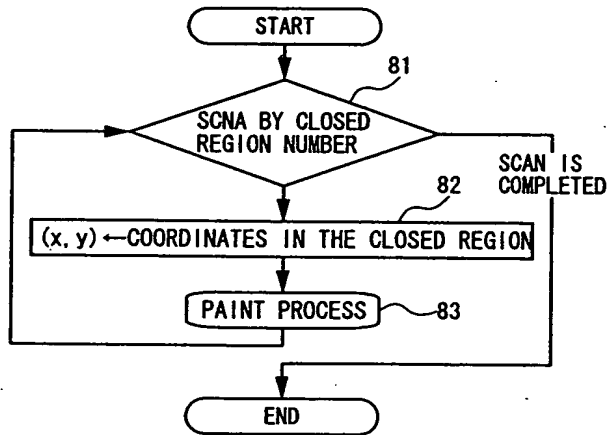 START
81
SCNA BY CLOSED
REGION NUMBER
SCAN IS
COMPLETED
82
(x, y)←COORDINATES IN THE CLOSED REGION
PAINT PROCESS
83
END